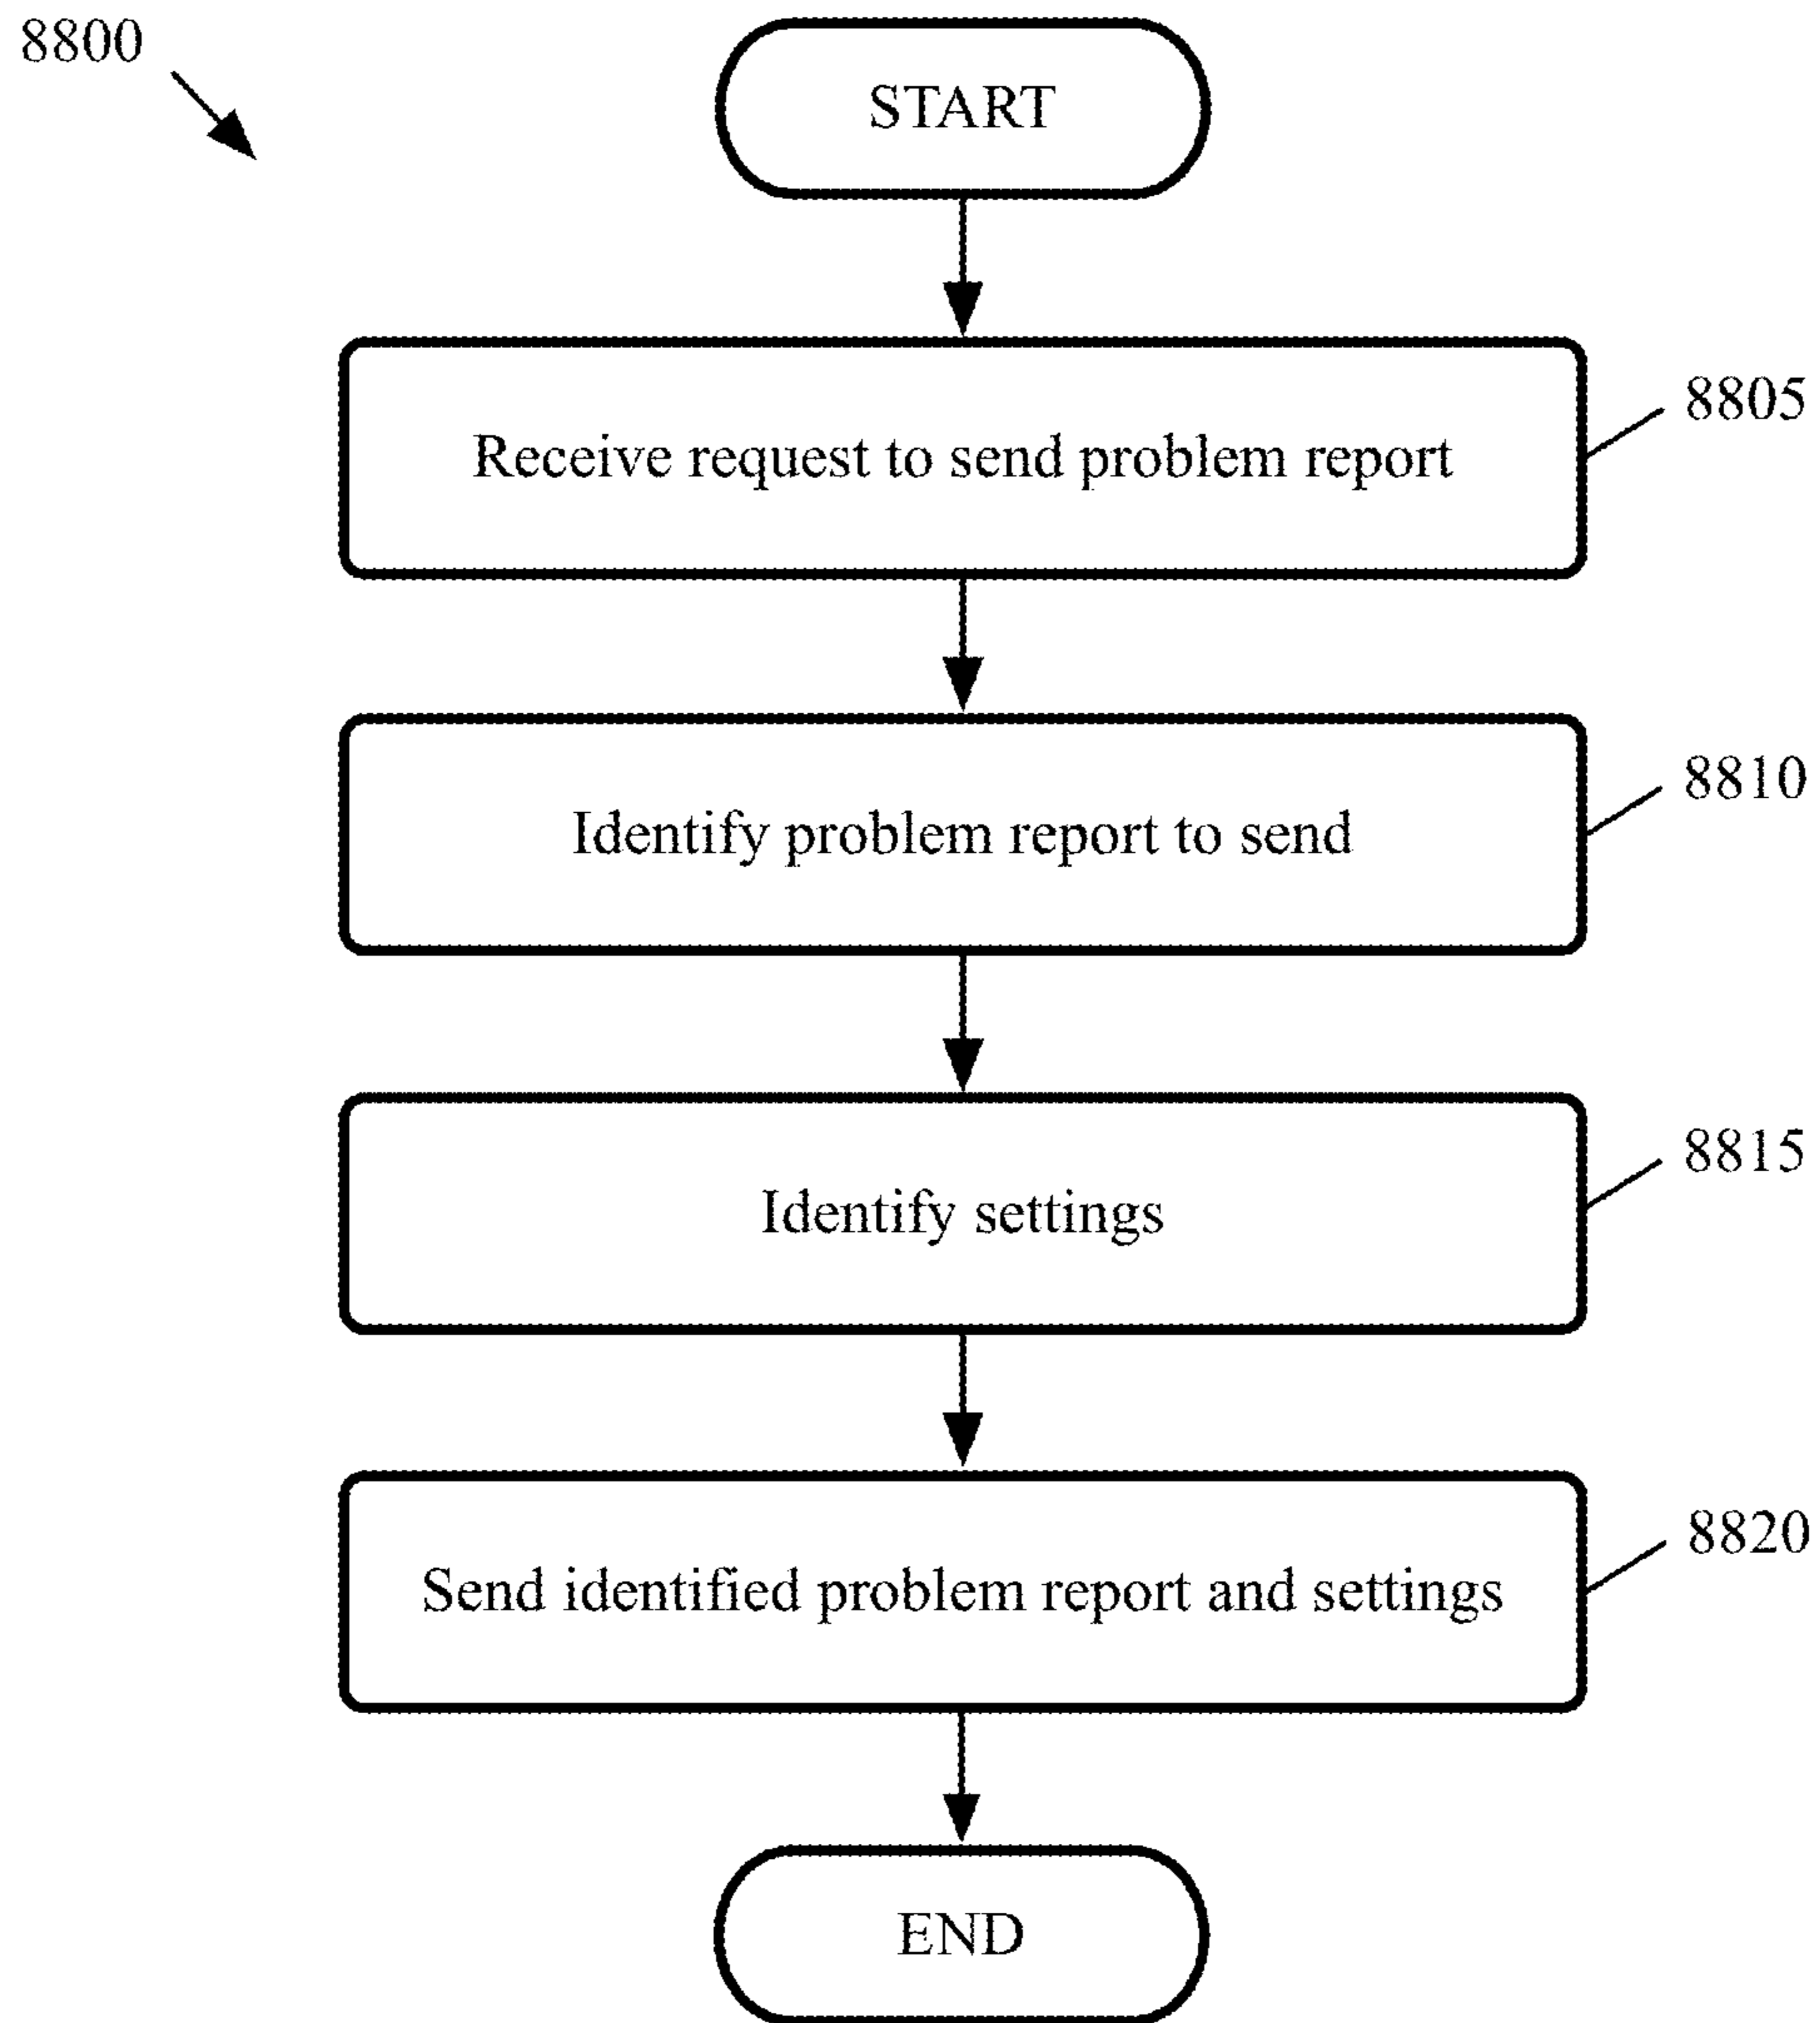 8800
START
Receive request to send problem report
8805
Identify problem report to send
8810
Identify settings
8815
Send identified problem report and settings
8820
END